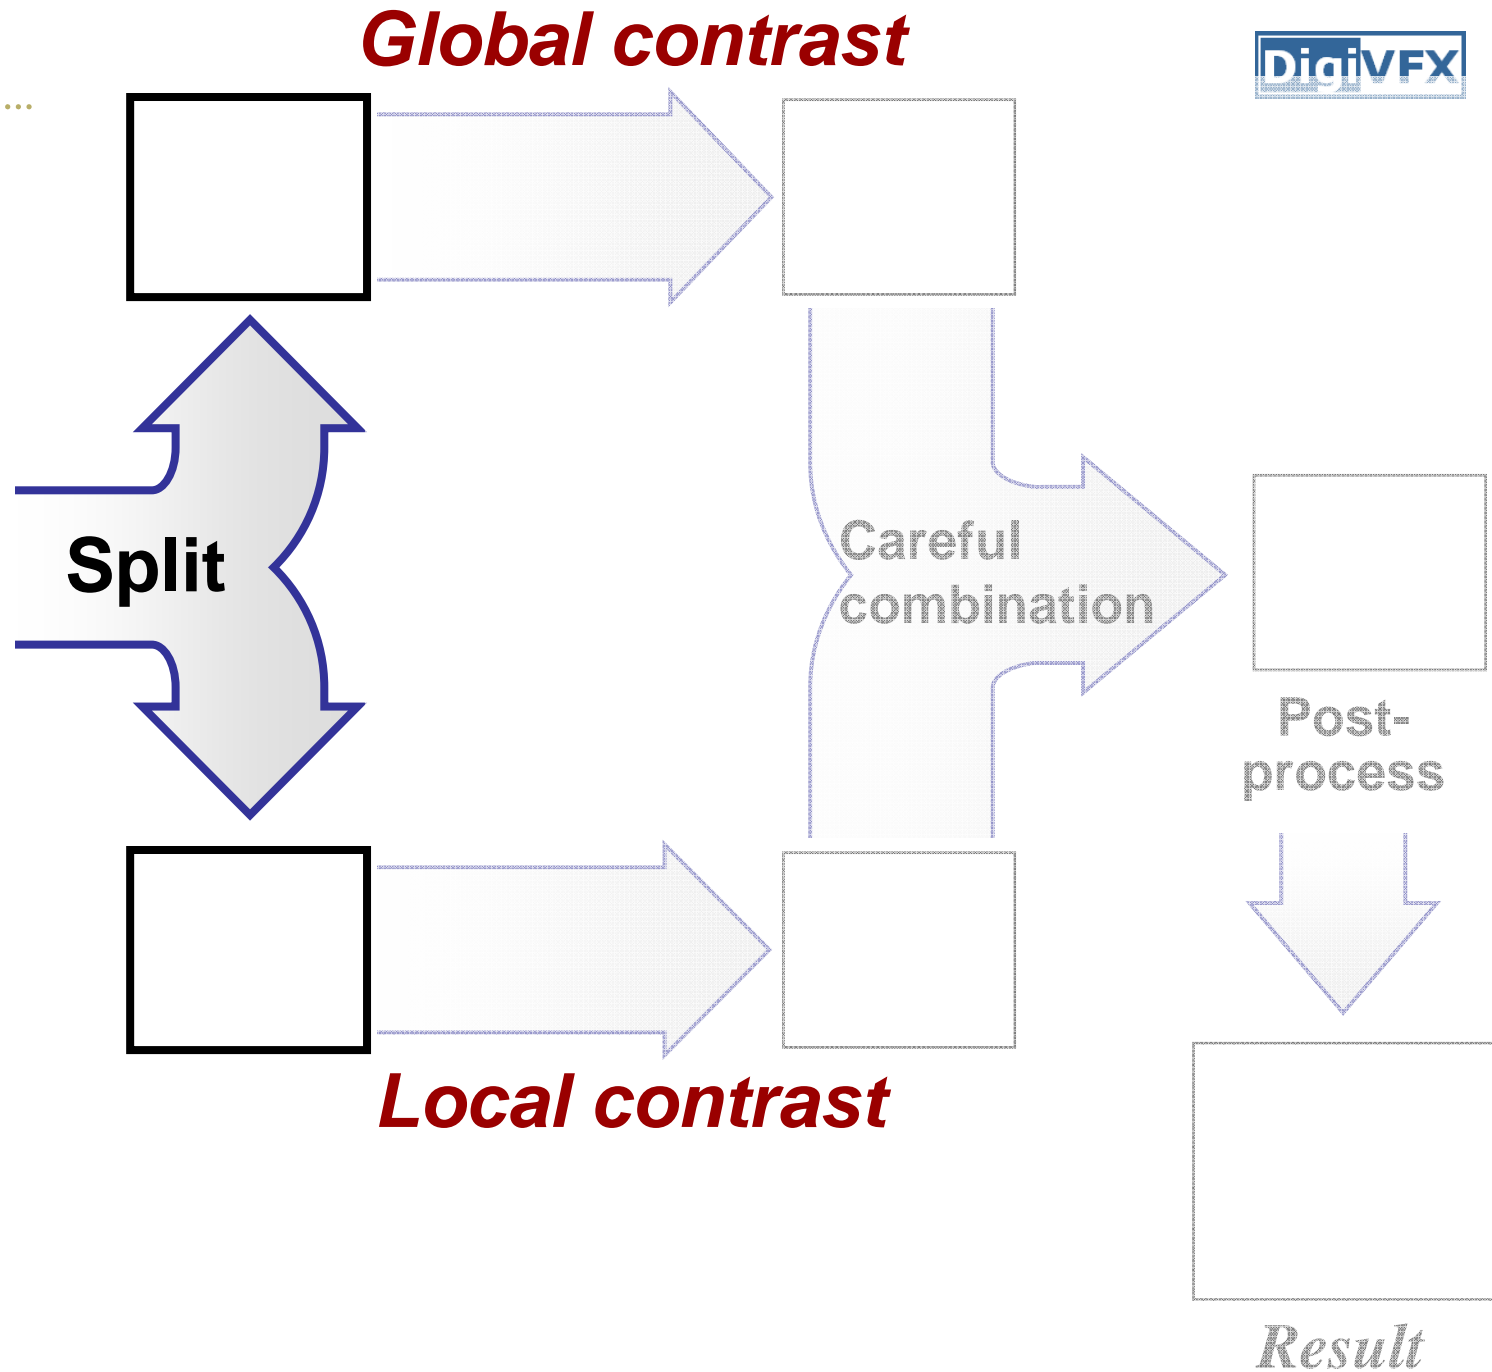 Global contrast
DigiVFX
...
Split
Careful
combination
Post-
process
Local contrast
Result